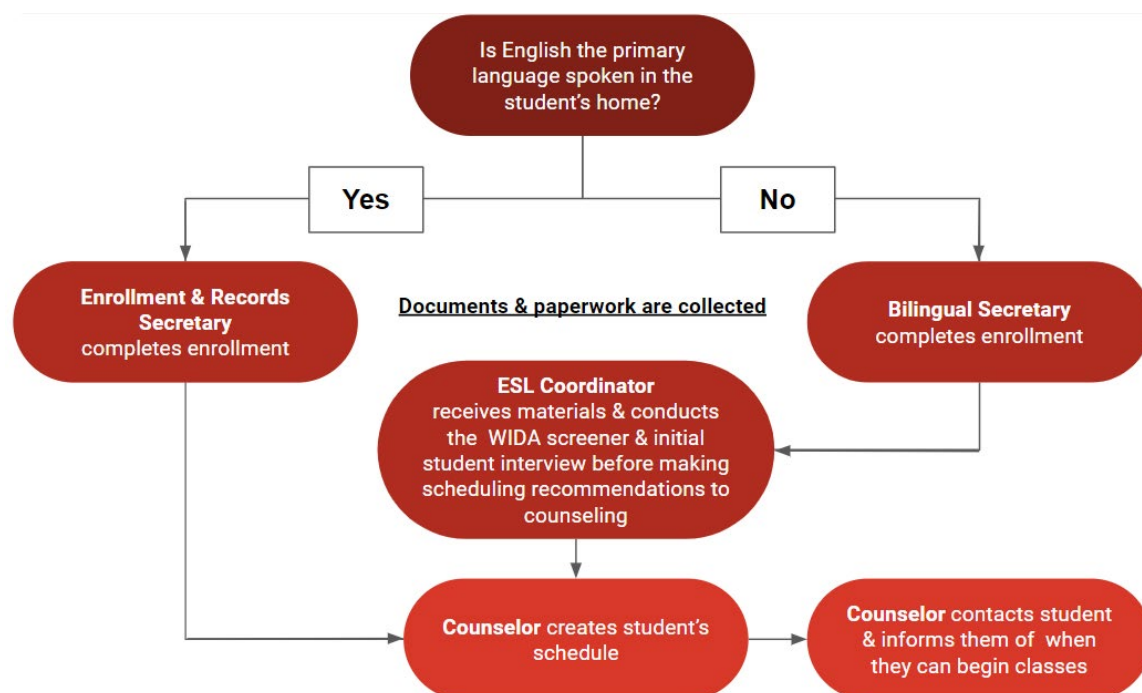 Is English the primary
language spoken in the
student's home?
Yes
No
Enrollment & Records
Secretary
completes enrollment
Documents & paperwork are collected
Bilingual Secretary
completes enrollment
ESL Coordinator
receives materials & conducts
the WIDA screener & initial
student interview before making
scheduling recommendations to
counseling
Counselor creates student's
schedule
Counselor contacts student
& informs them of when
they can begin classes